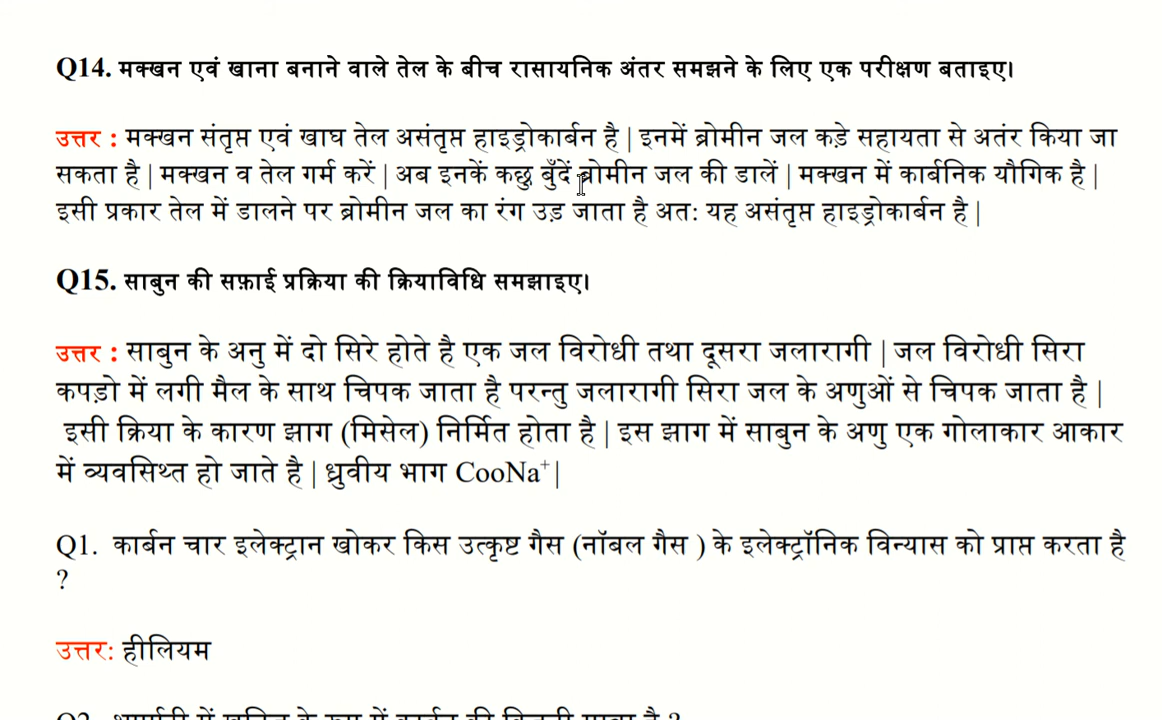 Q14. मक्खन एवं खाना बनाने वाले तेल के बीच रासायनिक अंतर समझने के लिए एक परीक्षण बताइए।
उत्तर : मक्खन संतृप्त एवं खाघ तेल असंतृप्त हाइड्रोकार्बन है | इनमें ब्रोमीन जल कड़े सहायता से अतंर किया जा
सकता है | मक्खन व तेल गर्म करें | अब इनकें कछु बुँदें ब्रोमीन जल की डालें | मक्खन में कार्बनिक यौगिक है |
इसी प्रकार तेल में डालने पर ब्रोमीन जल का रंग उड़ जाता है अत: यह असंतृप्त हाइड्रोकार्बन है |
Q15. साबुन की सफ़ाई प्रक्रिया की क्रियाविधि समझाइए।
उत्तर : साबुन के अनु में दो सिरे होते है एक जल विरोधी तथा दूसरा जलारागी | जल विरोधी सिरा
कपड़ो में लगी मैल के साथ चिपक जाता है परन्तु जलारागी सिरा जल के अणुओं से चिपक जाता है |
इसी क्रिया के कारण झाग (मिसेल) निर्मित होता है | इस झाग में साबुन के अणु एक गोलाकार आकार
में व्यवसिथ्त हो जाते है | ध्रुवीय भाग CooNa⁺ |
Q1. कार्बन चार इलेक्ट्रान खोकर किस उत्कृष्ट गैस (नॉबल गैस ) के इलेक्ट्रॉनिक विन्यास को प्राप्त करता है
?
उत्तर: हीलियम